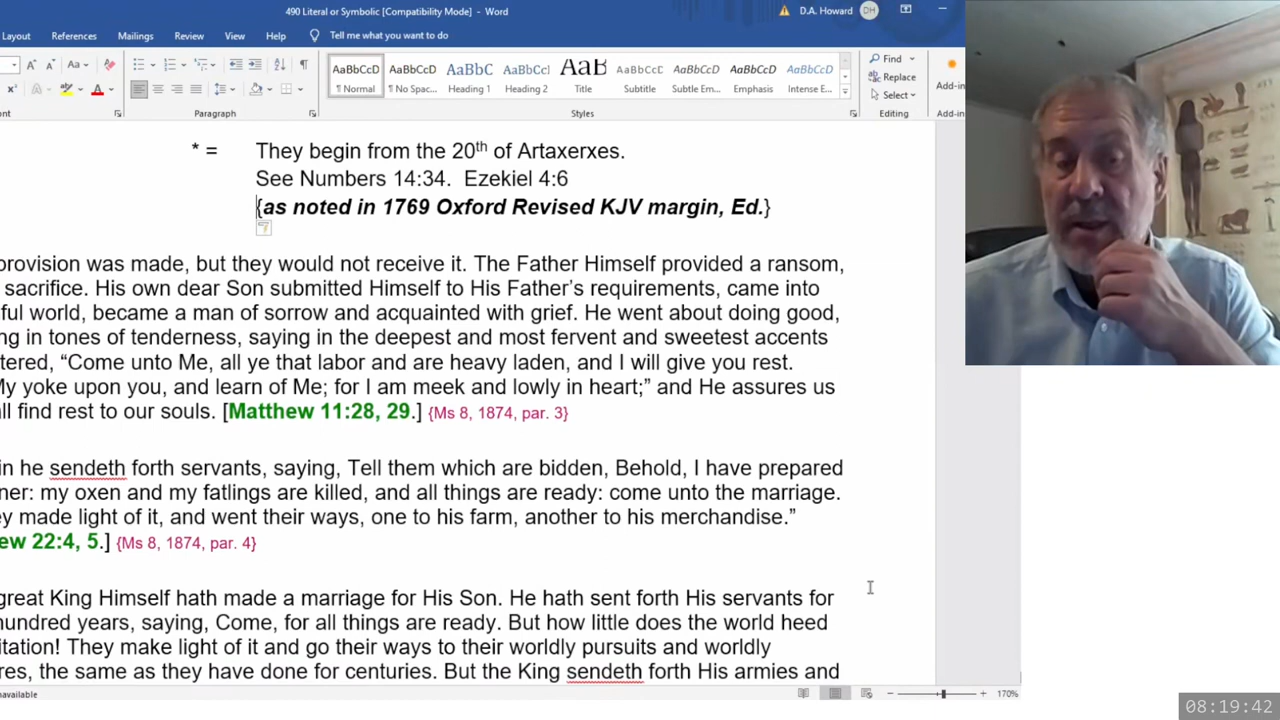 490 Literal or Symbolic [Compatibility Mode] - Word
D.A. Howard DH
Layout References Mailings Review View Help Tell me what you want to do
Aa
AaBbCcD AaBbCcD AaBbC AaBbCcI AaB AaBbCcD AaBbCcD AaBbCcD AaBbCcD
¶ Normal ¶ No Spac... Heading 1 Heading 2 Title Subtitle Subtle Em... Emphasis Intense E...
Find
Replace
Select
Add-in
Paragraph Styles Editing Add-in
* = They begin from the 20th of Artaxerxes.
See Numbers 14:34. Ezekiel 4:6
{as noted in 1769 Oxford Revised KJV margin, Ed.}
provision was made, but they would not receive it. The Father Himself provided a ransom,
sacrifice. His own dear Son submitted Himself to His Father’s requirements, came into
ful world, became a man of sorrow and acquainted with grief. He went about doing good,
ng in tones of tenderness, saying in the deepest and most fervent and sweetest accents
tered, “Come unto Me, all ye that labor and are heavy laden, and I will give you rest.
My yoke upon you, and learn of Me; for I am meek and lowly in heart;” and He assures us
ll find rest to our souls. [Matthew 11:28, 29.] {Ms 8, 1874, par. 3}
in he sendeth forth servants, saying, Tell them which are bidden, Behold, I have prepared
ner: my oxen and my fatlings are killed, and all things are ready: come unto the marriage.
ey made light of it, and went their ways, one to his farm, another to his merchandise.”
ew 22:4, 5.] {Ms 8, 1874, par. 4}
great King Himself hath made a marriage for His Son. He hath sent forth His servants for
hundred years, saying, Come, for all things are ready. But how little does the world heed
itation! They make light of it and go their ways to their worldly pursuits and worldly
res, the same as they have done for centuries. But the King sendeth forth His armies and
navailable
170%
08:19:42